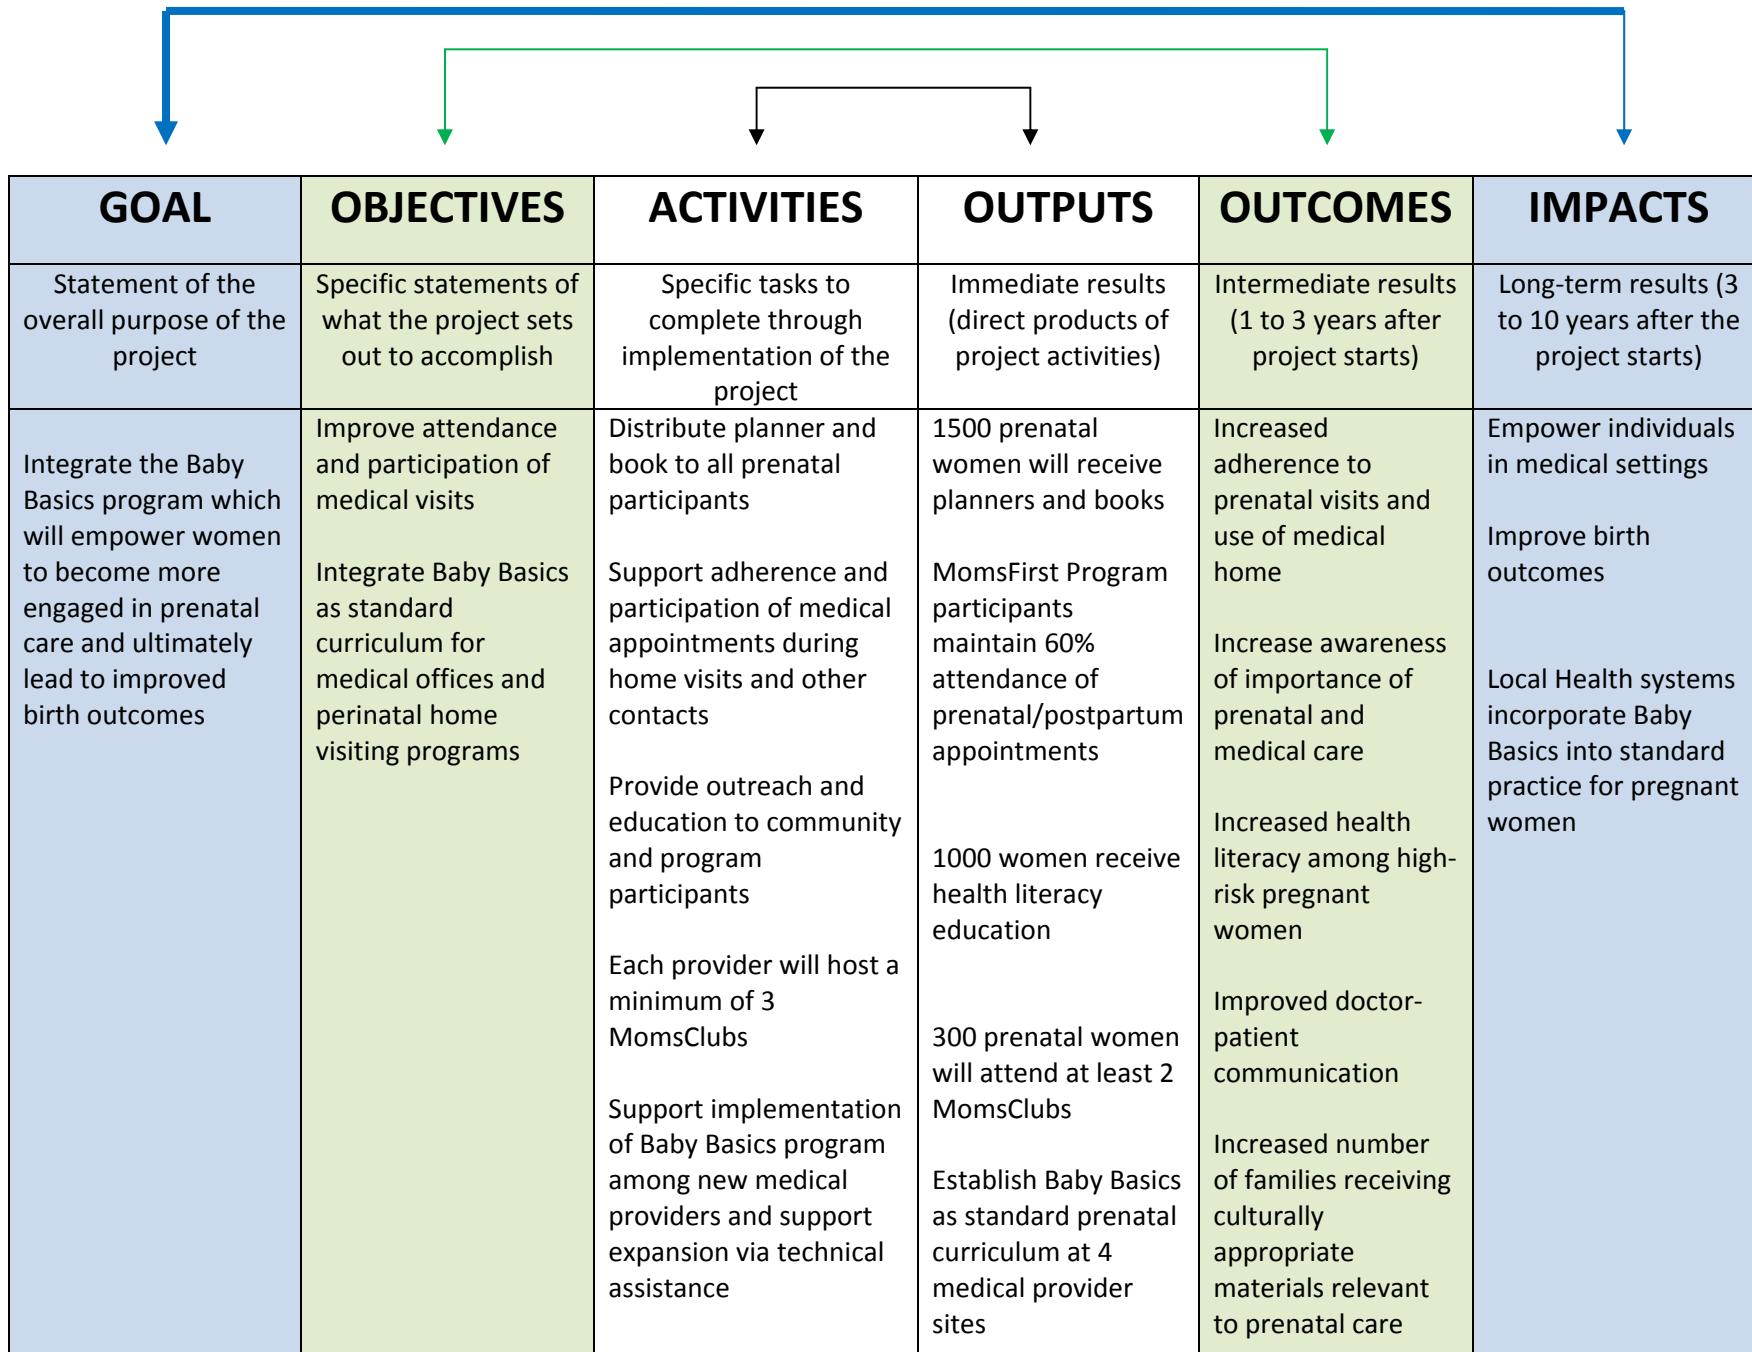 GOAL
OBJECTIVES
ACTIVITIES
OUTPUTS
OUTCOMES
IMPACTS
Statement of the
overall purpose of the
project
Specific statements of
what the project sets
out to accomplish
Specific tasks to
complete through
implementation of the
project
Immediate results
(direct products of
project activities)
Intermediate results
(1 to 3 years after
project starts)
Long-term results (3
to 10 years after the
project starts)
Integrate the Baby
Basics program which
will empower women
to become more
engaged in prenatal
care and ultimately
lead to improved
birth outcomes
Improve attendance
and participation of
medical visits
Integrate Baby Basics
as standard
curriculum for
medical offices and
perinatal home
visiting programs
Distribute planner and
book to all prenatal
participants
Support adherence and
participation of medical
appointments during
home visits and other
contacts
Provide outreach and
education to community
and program
participants
Each provider will host a
minimum of 3
MomsClubs
Support implementation
of Baby Basics program
among new medical
providers and support
expansion via technical
assistance
1500 prenatal
women will receive
planners and books
MomsFirst Program
participants
maintain 60%
attendance of
prenatal/postpartum
appointments
1000 women receive
health literacy
education
300 prenatal women
will attend at least 2
MomsClubs
Establish Baby Basics
as standard prenatal
curriculum at 4
medical provider
sites
Increased
adherence to
prenatal visits and
use of medical
home
Increase awareness
of importance of
prenatal and
medical care
Increased health
literacy among high-
risk pregnant
women
Improved doctor-
patient
communication
Increased number
of families receiving
culturally
appropriate
materials relevant
to prenatal care
Empower individuals
in medical settings
Improve birth
outcomes
Local Health systems
incorporate Baby
Basics into standard
practice for pregnant
women